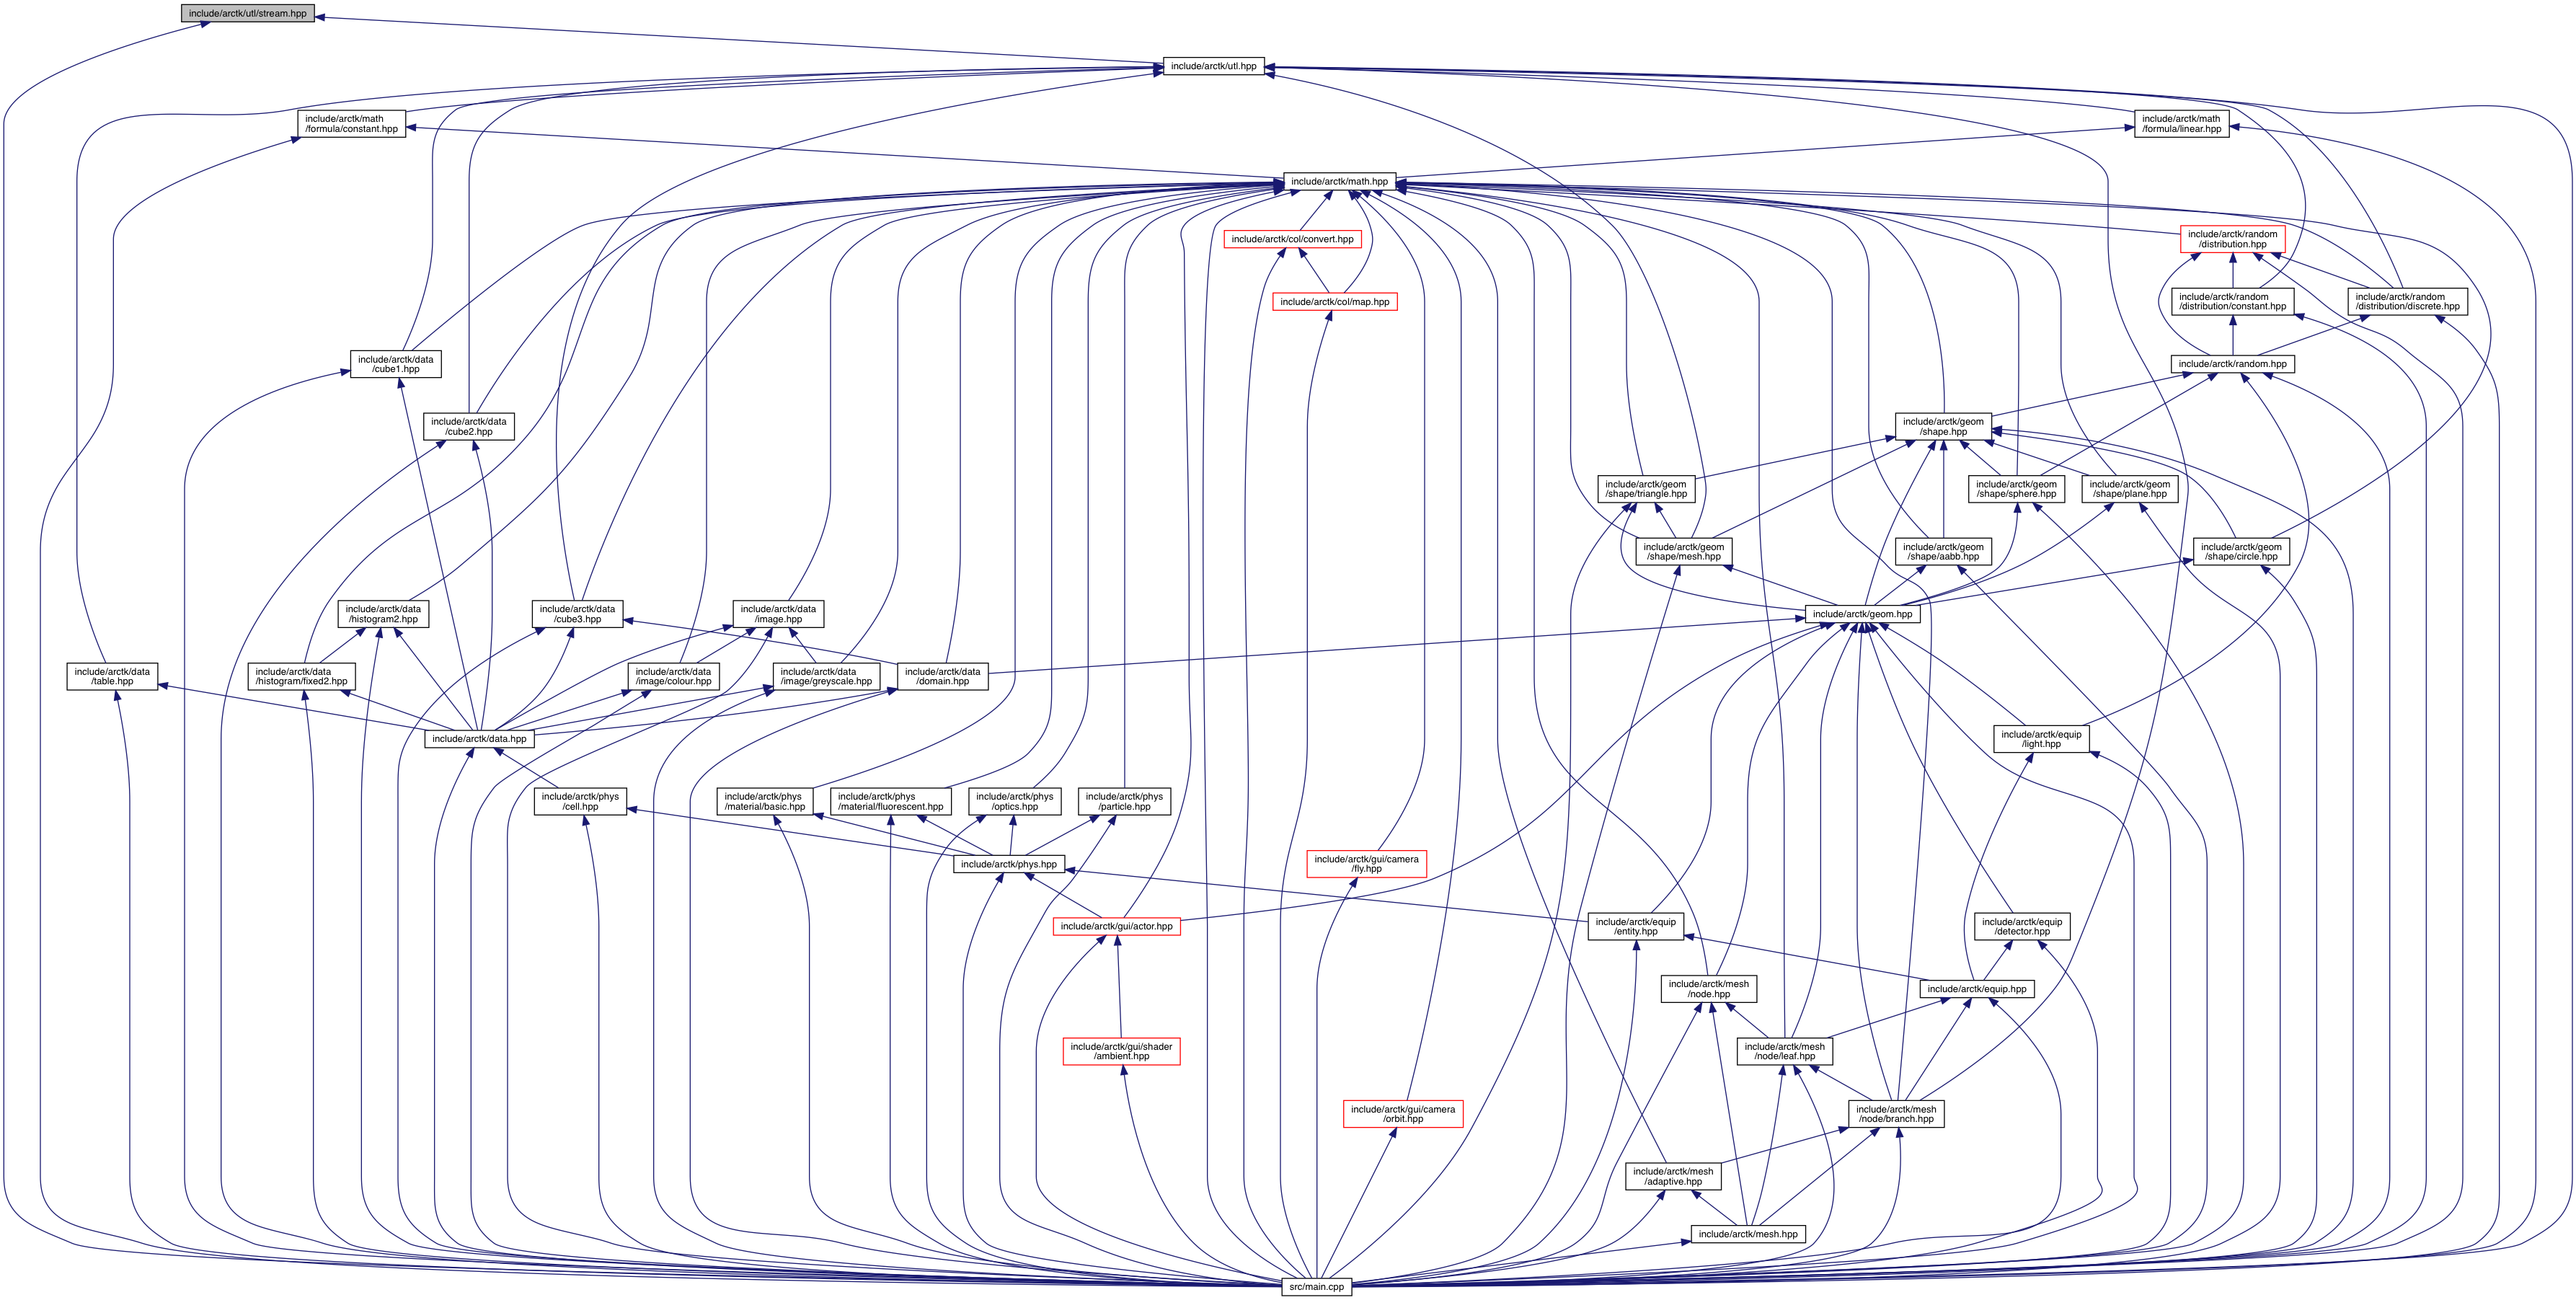 include/arctk/utl/stream.hpp
include/arctk/utl.hpp
include/arctk/math
/formula/constant.hpp
include/arctk/math
/formula/linear.hpp
include/arctk/math.hpp
include/arctk/col/convert.hpp
include/arctk/random
/distribution.hpp
include/arctk/col/map.hpp
include/arctk/random
/distribution/constant.hpp
include/arctk/random
/distribution/discrete.hpp
include/arctk/data
/cube1.hpp
include/arctk/random.hpp
include/arctk/data
/cube2.hpp
include/arctk/geom
/shape.hpp
include/arctk/geom
/shape/triangle.hpp
include/arctk/geom
/shape/sphere.hpp
include/arctk/geom
/shape/plane.hpp
include/arctk/geom
/shape/mesh.hpp
include/arctk/geom
/shape/aabb.hpp
include/arctk/geom
/shape/circle.hpp
include/arctk/data
/histogram2.hpp
include/arctk/data
/cube3.hpp
include/arctk/data
/image.hpp
include/arctk/geom.hpp
include/arctk/data
/table.hpp
include/arctk/data
/histogram/fixed2.hpp
include/arctk/data
/image/colour.hpp
include/arctk/data
/image/greyscale.hpp
include/arctk/data
/domain.hpp
include/arctk/data.hpp
include/arctk/equip
/light.hpp
include/arctk/phys
/cell.hpp
include/arctk/phys
/material/basic.hpp
include/arctk/phys
/material/fluorescent.hpp
include/arctk/phys
/optics.hpp
include/arctk/phys
/particle.hpp
include/arctk/phys.hpp
include/arctk/gui/camera
/fly.hpp
include/arctk/gui/actor.hpp
include/arctk/equip
/entity.hpp
include/arctk/equip
/detector.hpp
include/arctk/mesh
/node.hpp
include/arctk/equip.hpp
include/arctk/gui/shader
/ambient.hpp
include/arctk/mesh
/node/leaf.hpp
include/arctk/gui/camera
/orbit.hpp
include/arctk/mesh
/node/branch.hpp
include/arctk/mesh
/adaptive.hpp
include/arctk/mesh.hpp
src/main.cpp